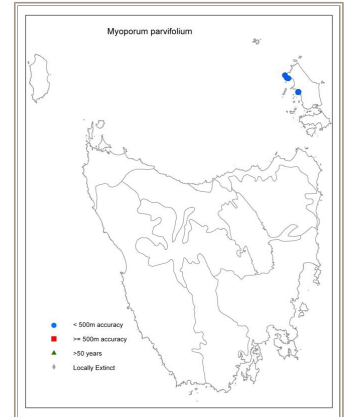 Myoporum parvifolium
< 500m accuracy
>= 500m accuracy
>50 years
Locally Extinct